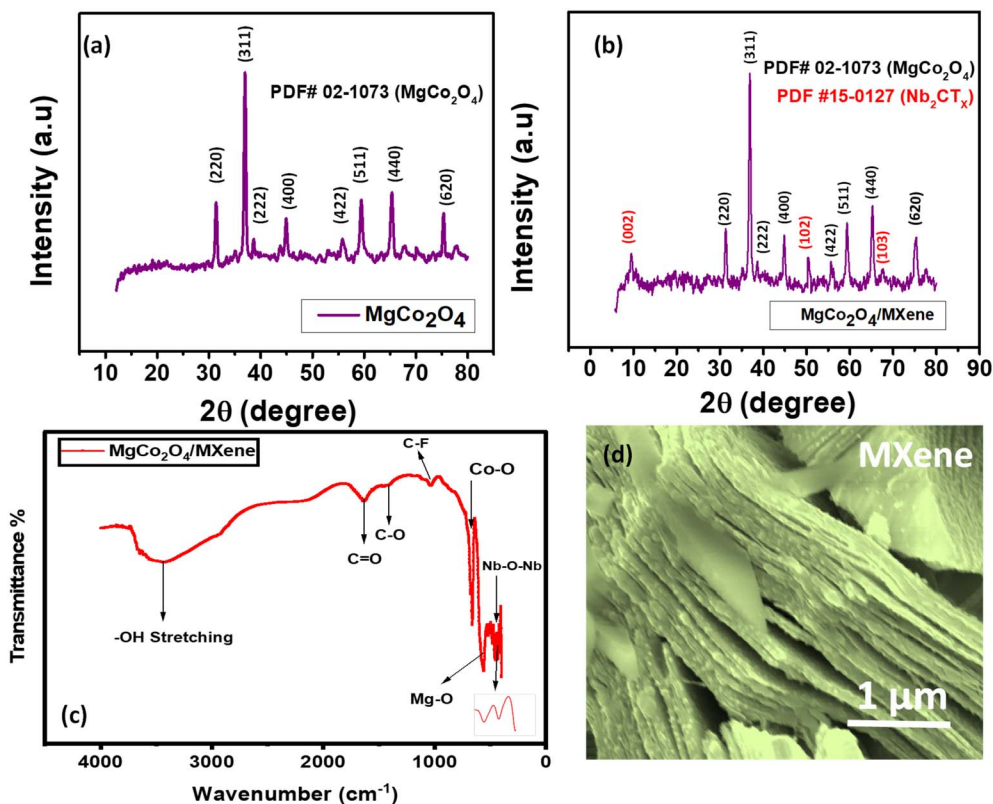 (a)
(311)
PDF# 02-1073 (MgCo₂O₄)
(220)
(222)
(400)
(422)
(511)
(440)
(620)
MgCo₂O₄
Intensity (a.u)
10 20 30 40 50 60 70 80
2θ (degree)
(b)
(311)
PDF# 02-1073 (MgCo₂O₄)
PDF #15-0127 (Nb₂CTₓ)
(002)
(220)
(222)
(400)
(102)
(422)
(511)
(440)
(103)
(620)
MgCo₂O₄/MXene
Intensity (a.u)
0 10 20 30 40 50 60 70 80 90
2θ (degree)
MgCo₂O₄/MXene
C-F
Co-O
C-O
C=O
Nb-O-Nb
-OH Stretching
Mg-O
(c)
Transmittance %
4000 3000 2000 1000 0
Wavenumber (cm⁻¹)
(d)
MXene
1 µm